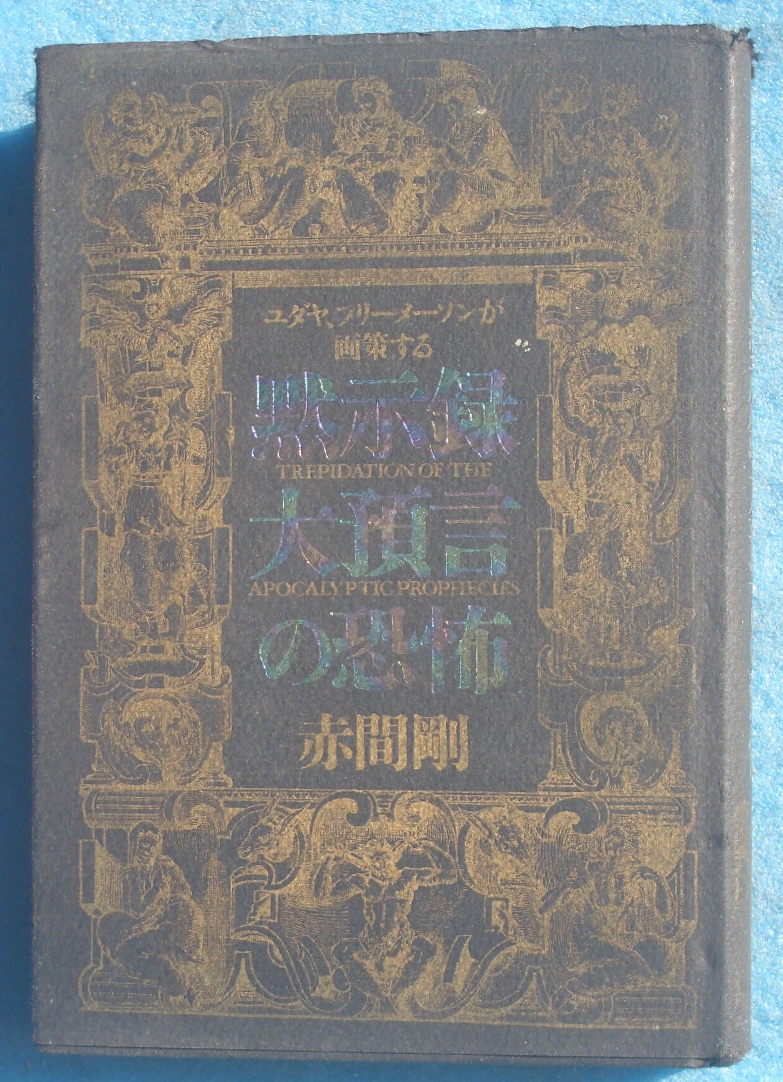 ユダヤ、フリーメーソンが
画策する
黙示録
TREPIDATION OF THE
大預言
APOCALYPTIC PROPHECIES
の恐怖
赤間剛